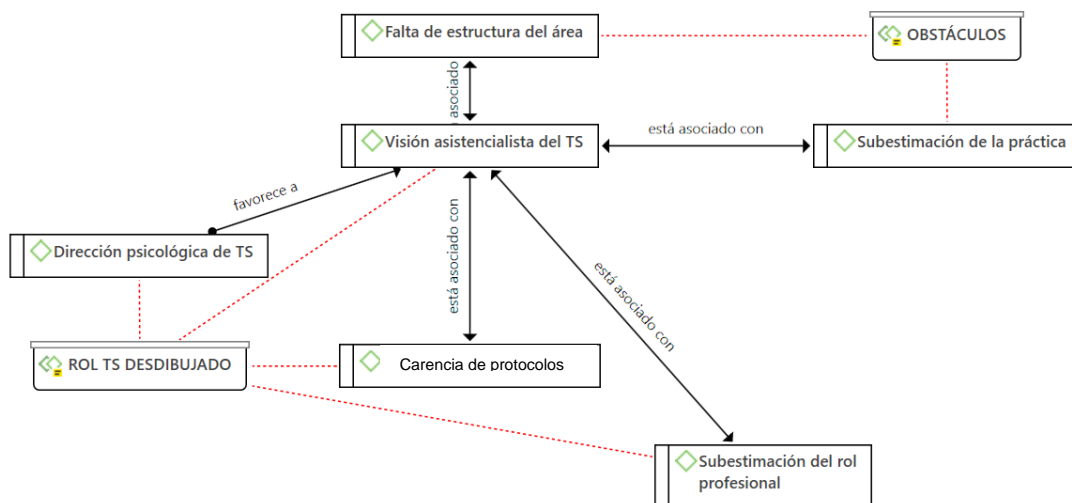 Falta de estructura del área
OBSTÁCULOS
asociado
Visión asistencialista del TS
está asociado con
Subestimación de la práctica
favorece a
Dirección psicológica de TS
está asociado con
está asociado con
ROL TS DESDIBUJADO
Carencia de protocolos
Subestimación del rol
profesional